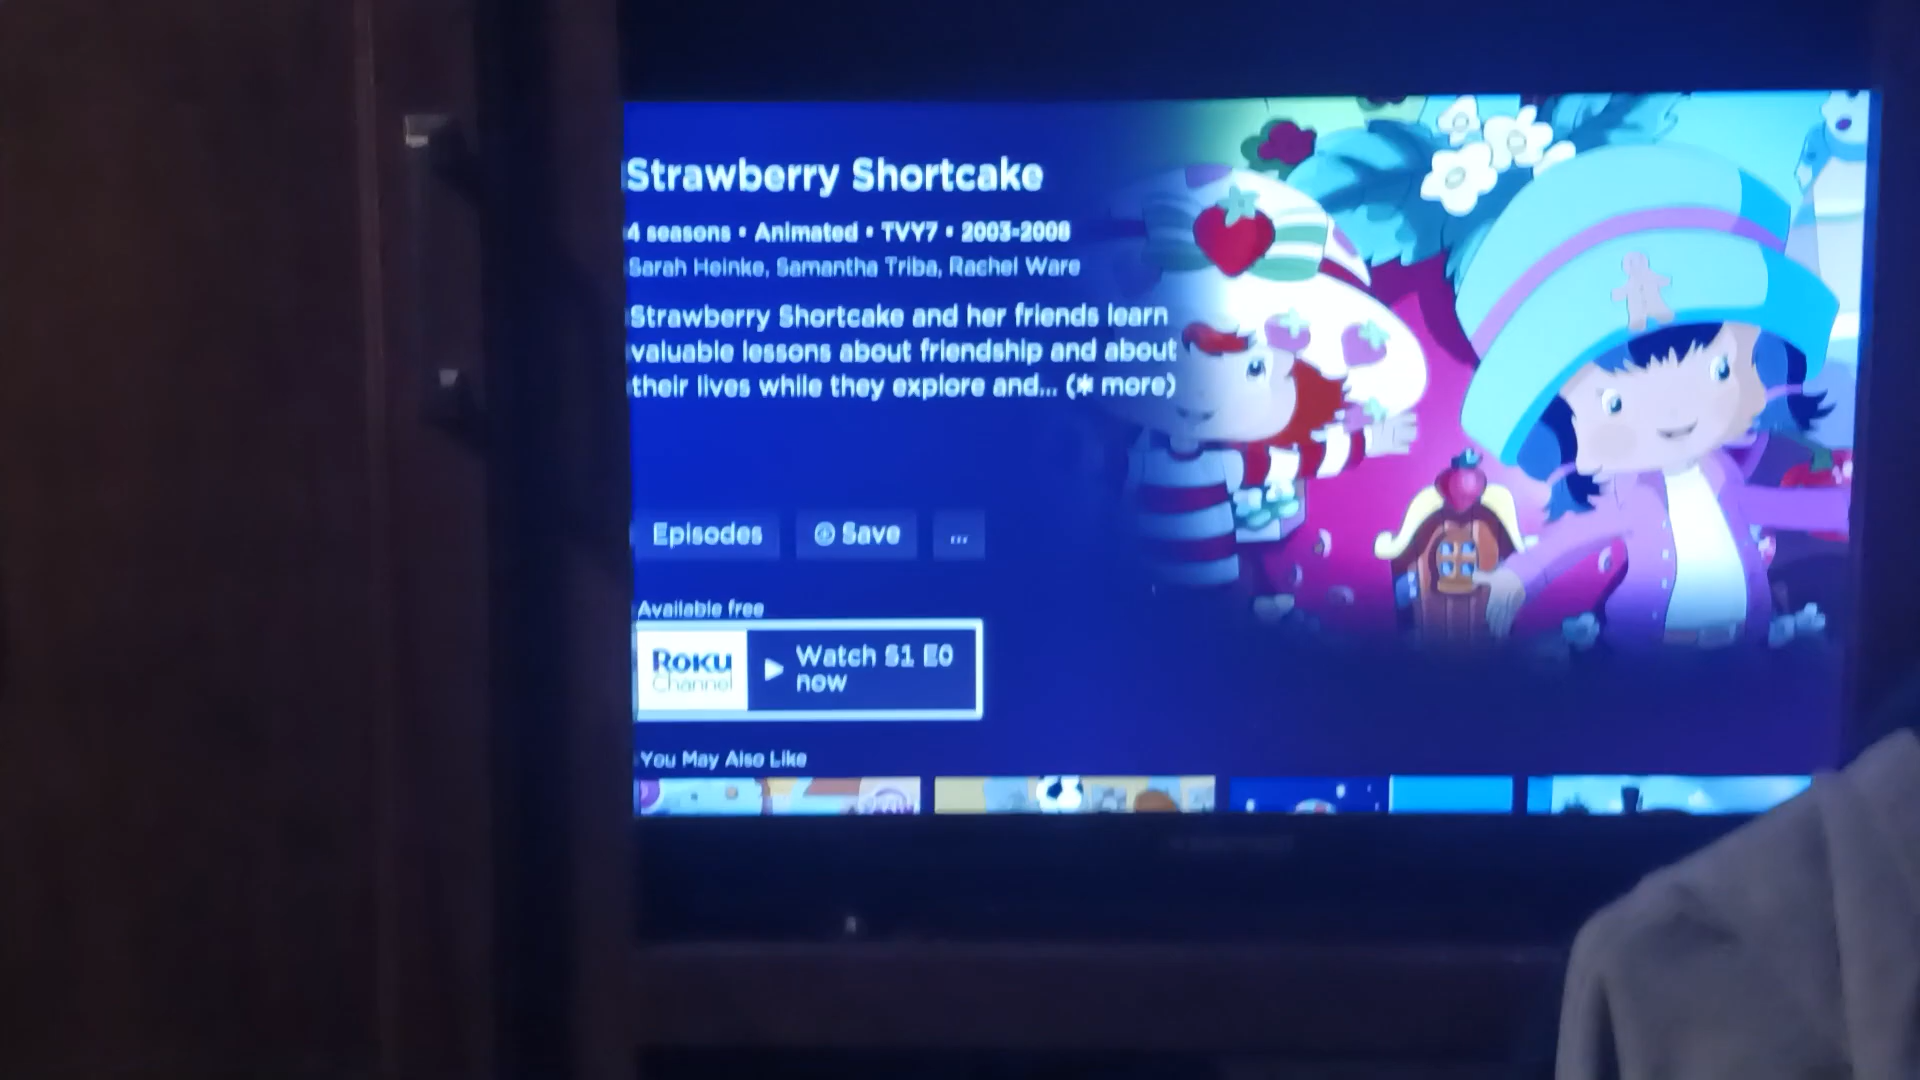 Strawberry Shortcake
4 seasons • Animated • TVY7 • 2003-2008
Sarah Heinke, Samantha Triba, Rachel Ware
Strawberry Shortcake and her friends learn
valuable lessons about friendship and about
their lives while they explore and... (* more)
Episodes
Save
...
Available free
Roku
Channel
Watch S1 E0
now
You May Also Like